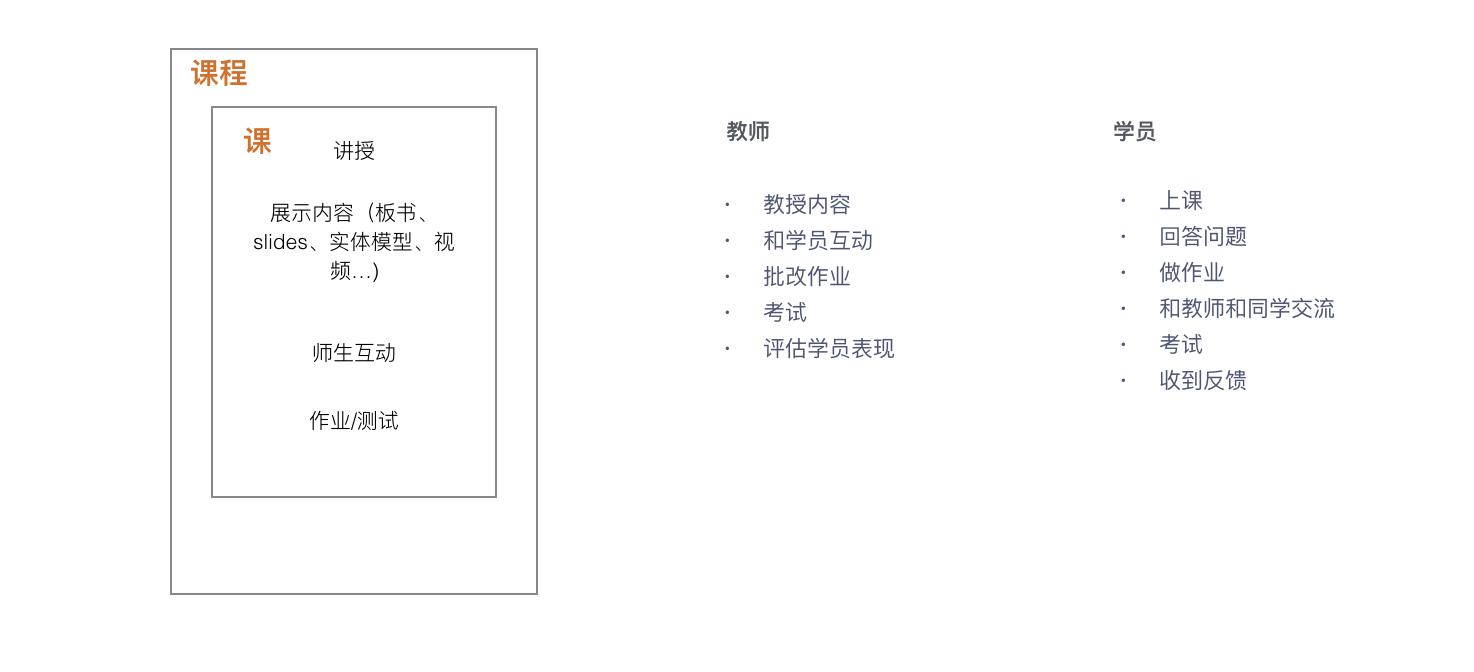 课程
课
讲授
展示内容（板书、
slides、实体模型、视
频...）
师生互动
作业/测试
教师
· 教授内容
· 和学员互动
· 批改作业
· 考试
· 评估学员表现
学员
· 上课
· 回答问题
· 做作业
· 和教师和同学交流
· 考试
· 收到反馈